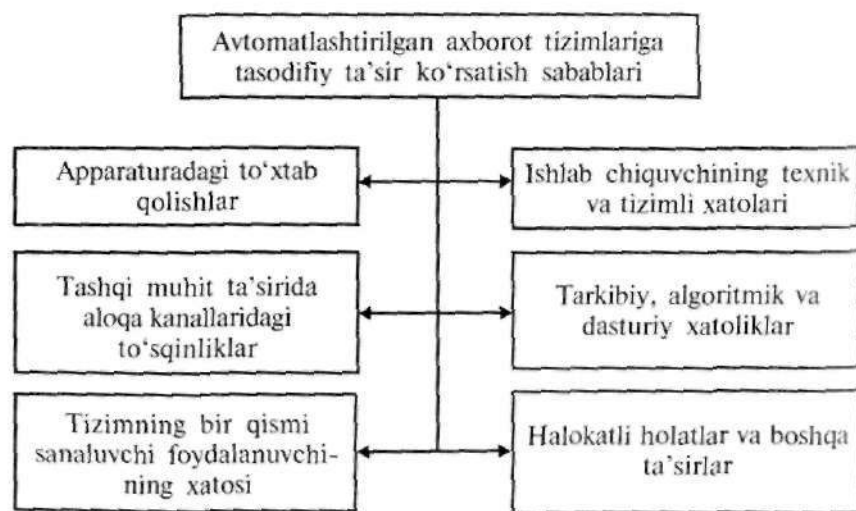 Avtomatlashtirilgan axborot tizimlariga
tasodifiy ta’sir ko‘rsatish sabablari
Apparaturadagi to‘xtab
qolishlar
Ishlab chiquvchining texnik
va tizimli xatolari
Tashqi muhit ta’sirida
aloqa kanallaridagi
to‘sqinliklar
Tarkibiy, algoritmik va
dasturiy xatoliklar
Tizimning bir qismi
sanaluvchi foydalanuvchi-
ning xatosi
Halokatli holatlar va boshqa
ta’sirlar